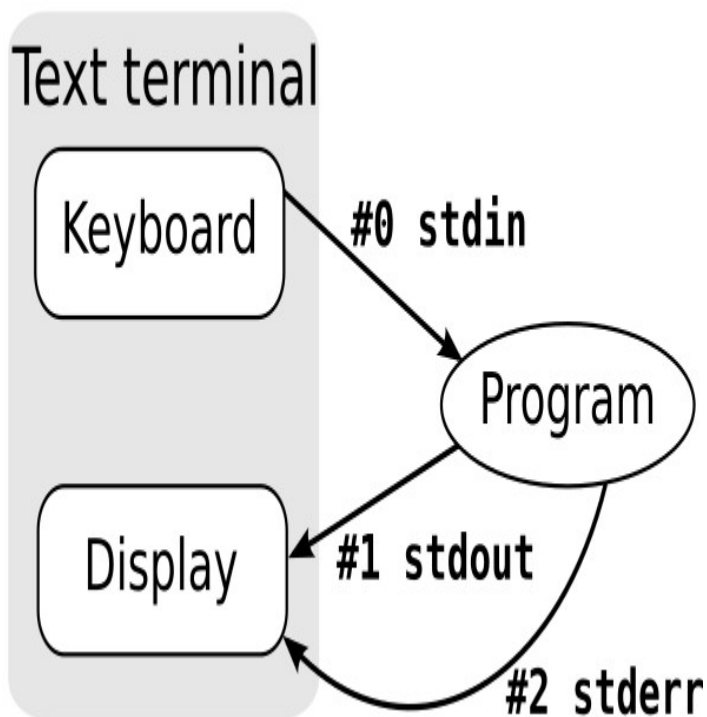 Text terminal
Keyboard
#0 stdin
Program
Display
#1 stdout
#2 stderr